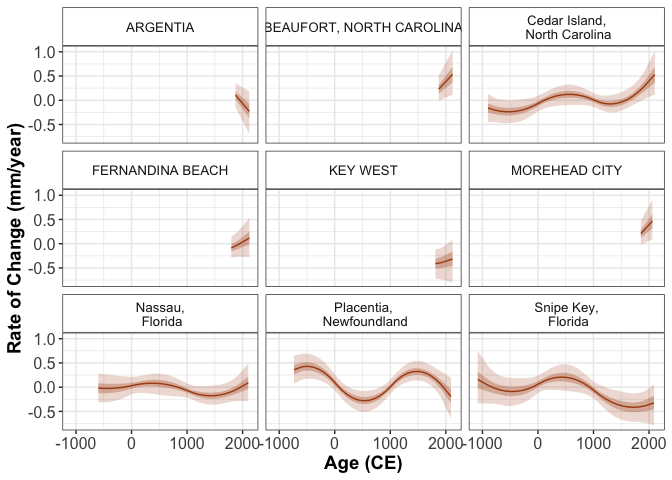 ARGENTIA
BEAUFORT, NORTH CAROLINA
Cedar Island,
North Carolina
1.0
0.5
0.0
-0.5
FERNANDINA BEACH
KEY WEST
MOREHEAD CITY
1.0
0.5
0.0
-0.5
Nassau,
Florida
Placentia,
Newfoundland
Snipe Key,
Florida
1.0
0.5
0.0
-0.5
-1000 0 1000 2000
-1000 0 1000 2000
-1000 0 1000 2000
Age (CE)
Rate of Change (mm/year)